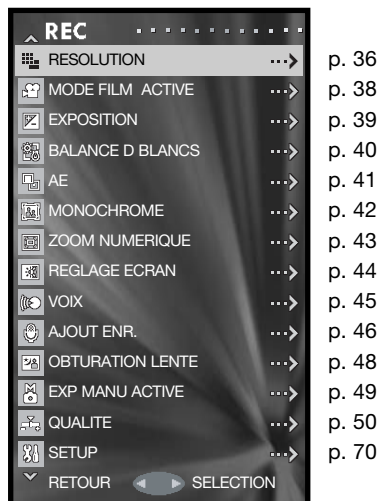 REC
RESOLUTION p. 36
MODE FILM ACTIVE p. 38
EXPOSITION p. 39
BALANCE D BLANCS p. 40
AE p. 41
MONOCHROME p. 42
ZOOM NUMERIQUE p. 43
REGLAGE ECRAN p. 44
VOIX p. 45
AJOUT ENR. p. 46
OBTURATION LENTE p. 48
EXP MANU ACTIVE p. 49
QUALITE p. 50
SETUP p. 70
RETOUR SELECTION